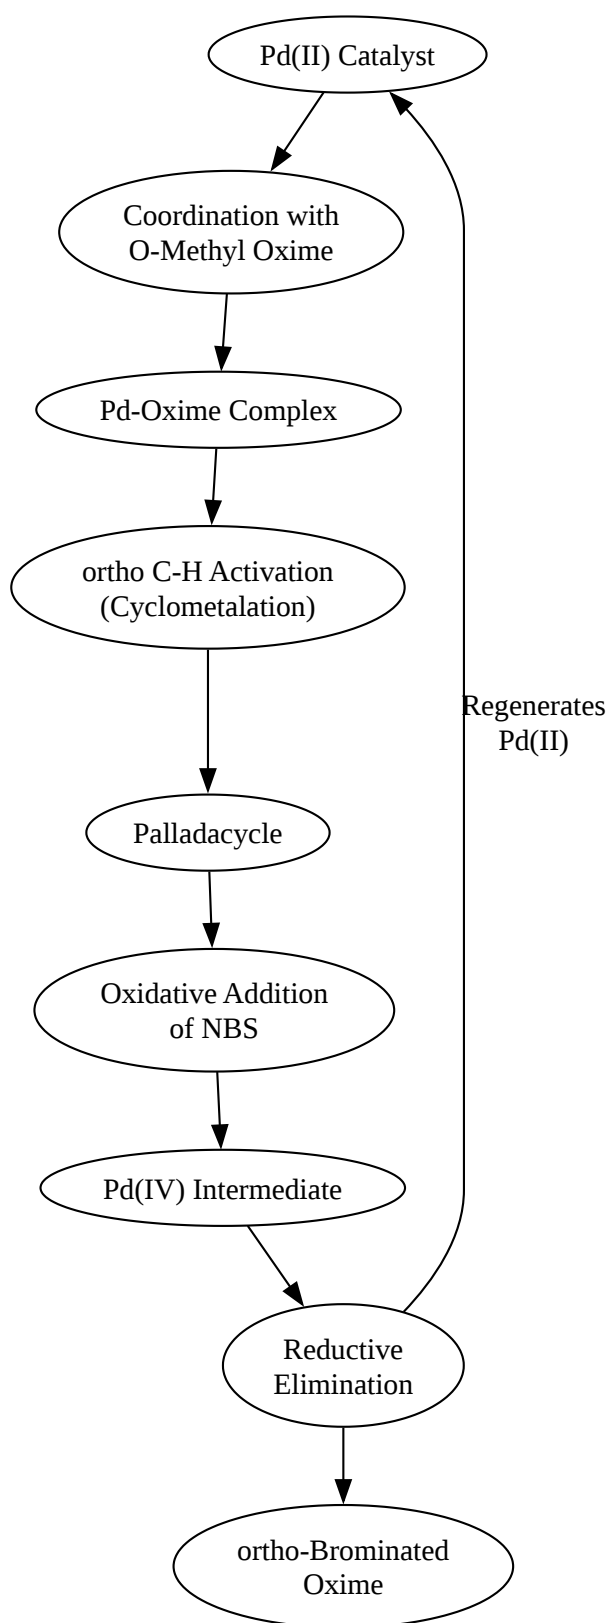 Pd(II) Catalyst
Coordination with
O-Methyl Oxime
Pd-Oxime Complex
ortho C-H Activation
(Cyclometalation)
Regenerates
Pd(II)
Palladacycle
Oxidative Addition
of NBS
Pd(IV) Intermediate
Reductive
Elimination
ortho-Brominated
Oxime